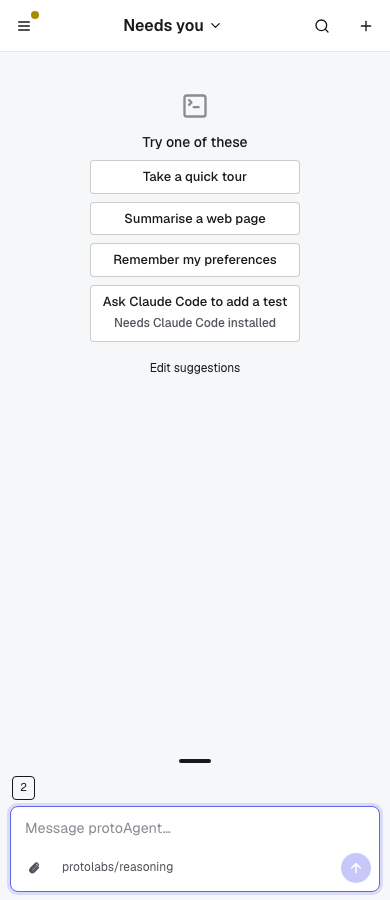 Needs you
Try one of these
Take a quick tour
Summarise a web page
Remember my preferences
Ask Claude Code to add a test
Needs Claude Code installed
Edit suggestions
2
Message protoAgent…
protolabs/reasoning